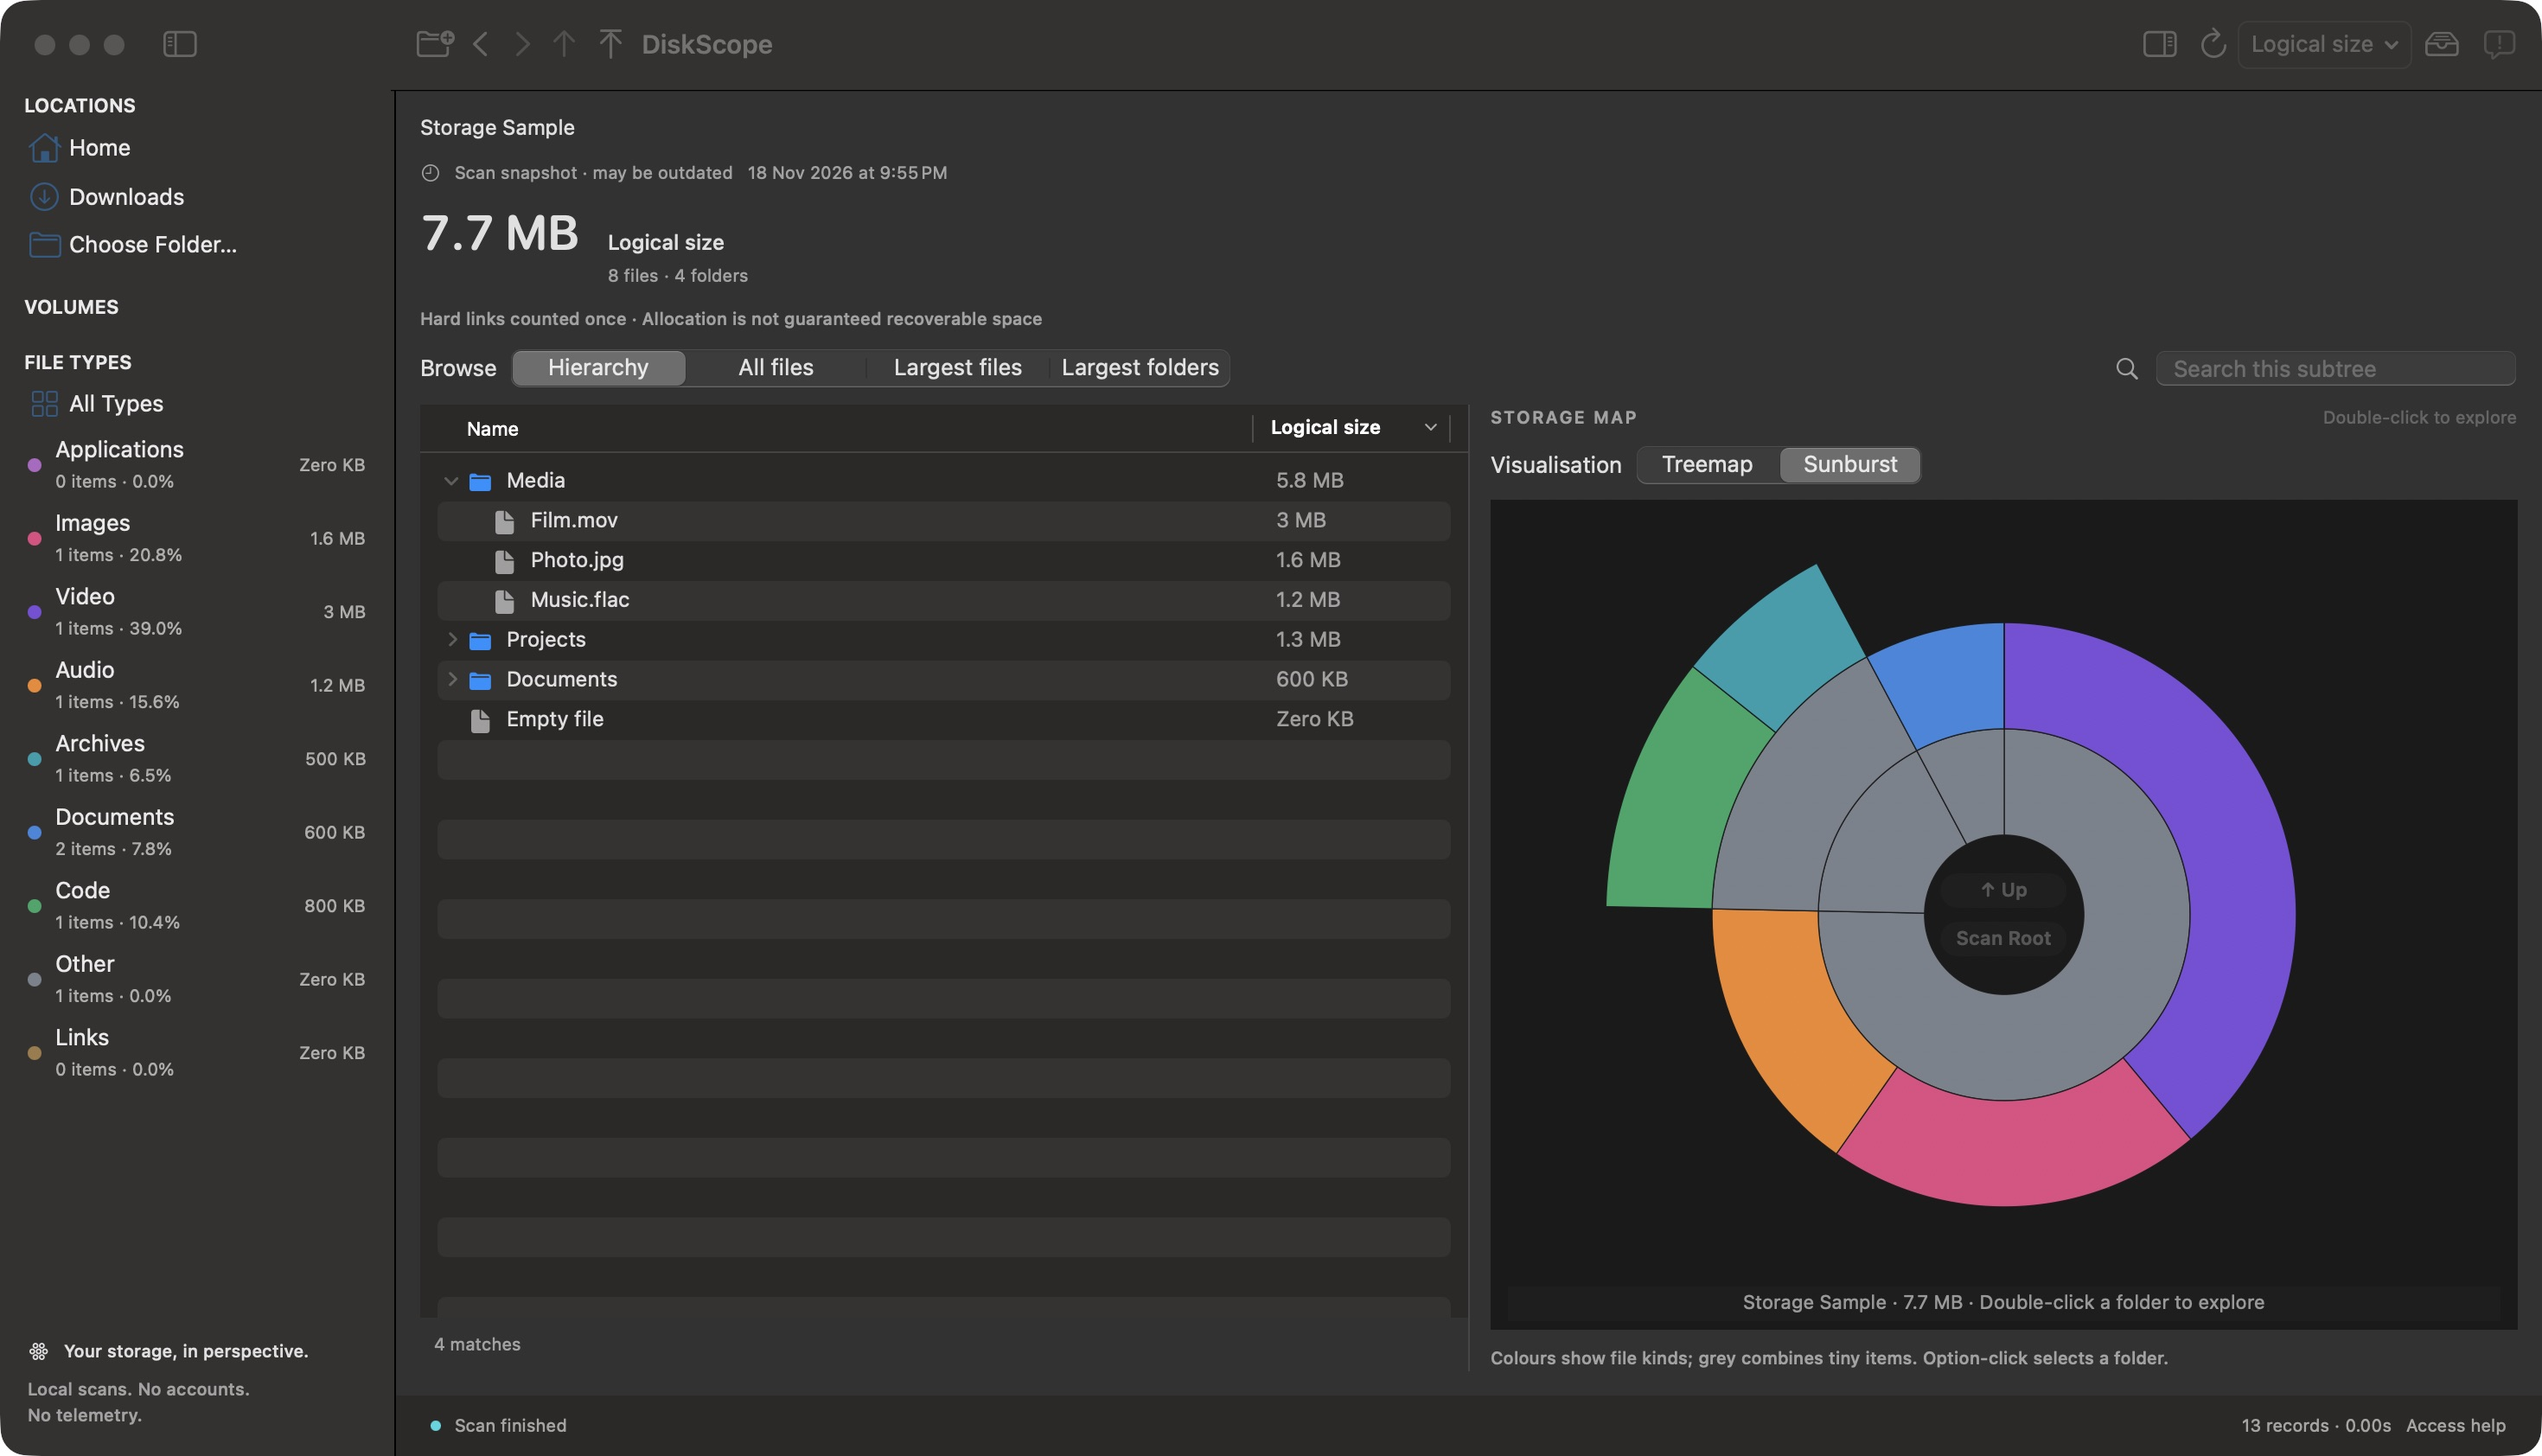 DiskScope
Logical size
LOCATIONS
Home
Downloads
Choose Folder...
VOLUMES
FILE TYPES
All Types
Applications
0 items · 0.0%
Zero KB
Images
1 items · 20.8%
1.6 MB
Video
1 items · 39.0%
3 MB
Audio
1 items · 15.6%
1.2 MB
Archives
1 items · 6.5%
500 KB
Documents
2 items · 7.8%
600 KB
Code
1 items · 10.4%
800 KB
Other
1 items · 0.0%
Zero KB
Links
0 items · 0.0%
Zero KB
Your storage, in perspective.
Local scans. No accounts.
No telemetry.
Storage Sample
Scan snapshot · may be outdated 18 Nov 2026 at 9:55 PM
7.7 MB Logical size
8 files · 4 folders
Hard links counted once · Allocation is not guaranteed recoverable space
Browse Hierarchy All files Largest files Largest folders
Search this subtree
Name Logical size
Media 5.8 MB
Film.mov 3 MB
Photo.jpg 1.6 MB
Music.flac 1.2 MB
Projects 1.3 MB
Documents 600 KB
Empty file Zero KB
4 matches
STORAGE MAP Double-click to explore
Visualisation Treemap Sunburst
↑ Up
Scan Root
Storage Sample · 7.7 MB · Double-click a folder to explore
Colours show file kinds; grey combines tiny items. Option-click selects a folder.
Scan finished
13 records · 0.00s Access help